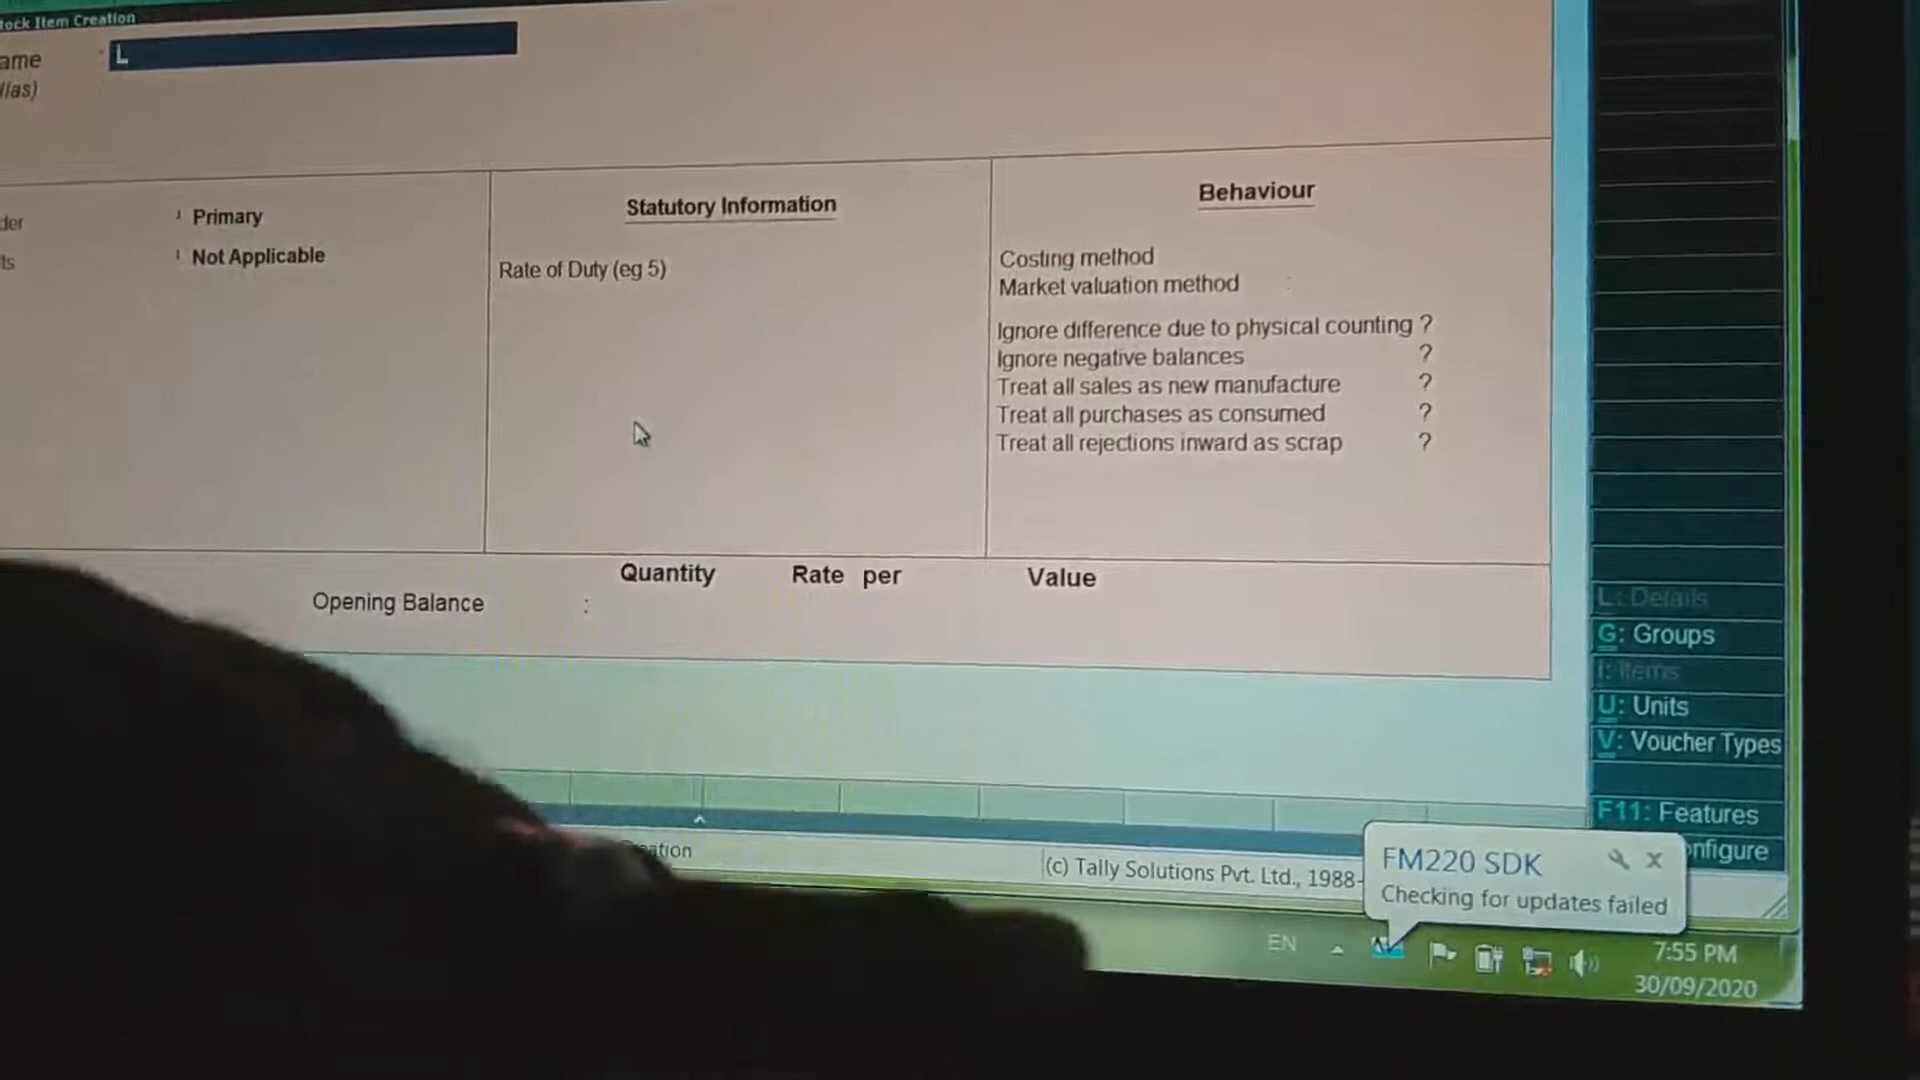 tock Item Creation
ame
L
lias)
der
Primary
ts
Not Applicable
Statutory Information
Rate of Duty (eg 5)
Behaviour
Costing method
Market valuation method
Ignore difference due to physical counting ?
Ignore negative balances ?
Treat all sales as new manufacture ?
Treat all purchases as consumed ?
Treat all rejections inward as scrap ?
Quantity Rate per Value
Opening Balance :
L: Details
G: Groups
I: Items
U: Units
V: Voucher Types
F11: Features
onfigure
ation
(c) Tally Solutions Pvt. Ltd., 1988-
FM220 SDK
Checking for updates failed
EN
7:55 PM
30/09/2020